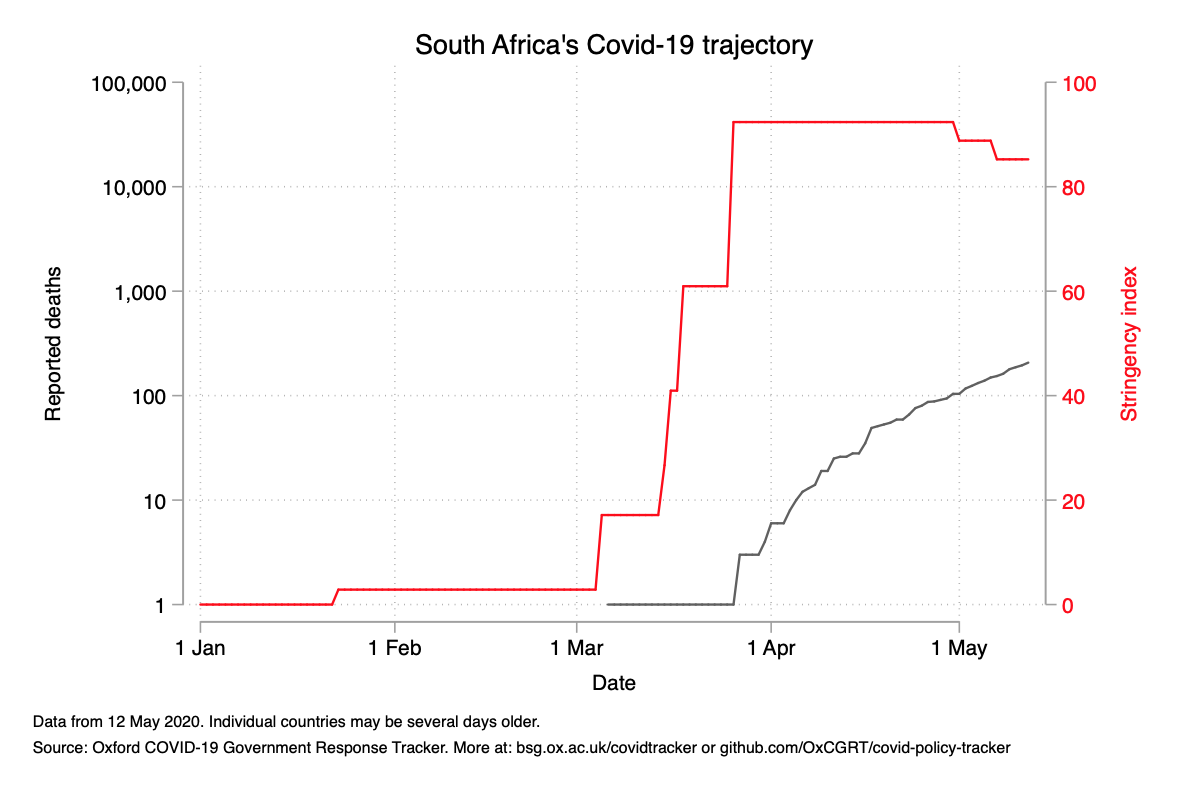 South Africa's Covid-19 trajectory
100,000
10,000
1,000
100
10
1
Reported deaths
100
80
60
40
20
0
Stringency index
1 Jan
1 Feb
1 Mar
1 Apr
1 May
Date
Data from 12 May 2020. Individual countries may be several days older.
Source: Oxford COVID-19 Government Response Tracker. More at: bsg.ox.ac.uk/covidtracker or github.com/OxCGRT/covid-policy-tracker